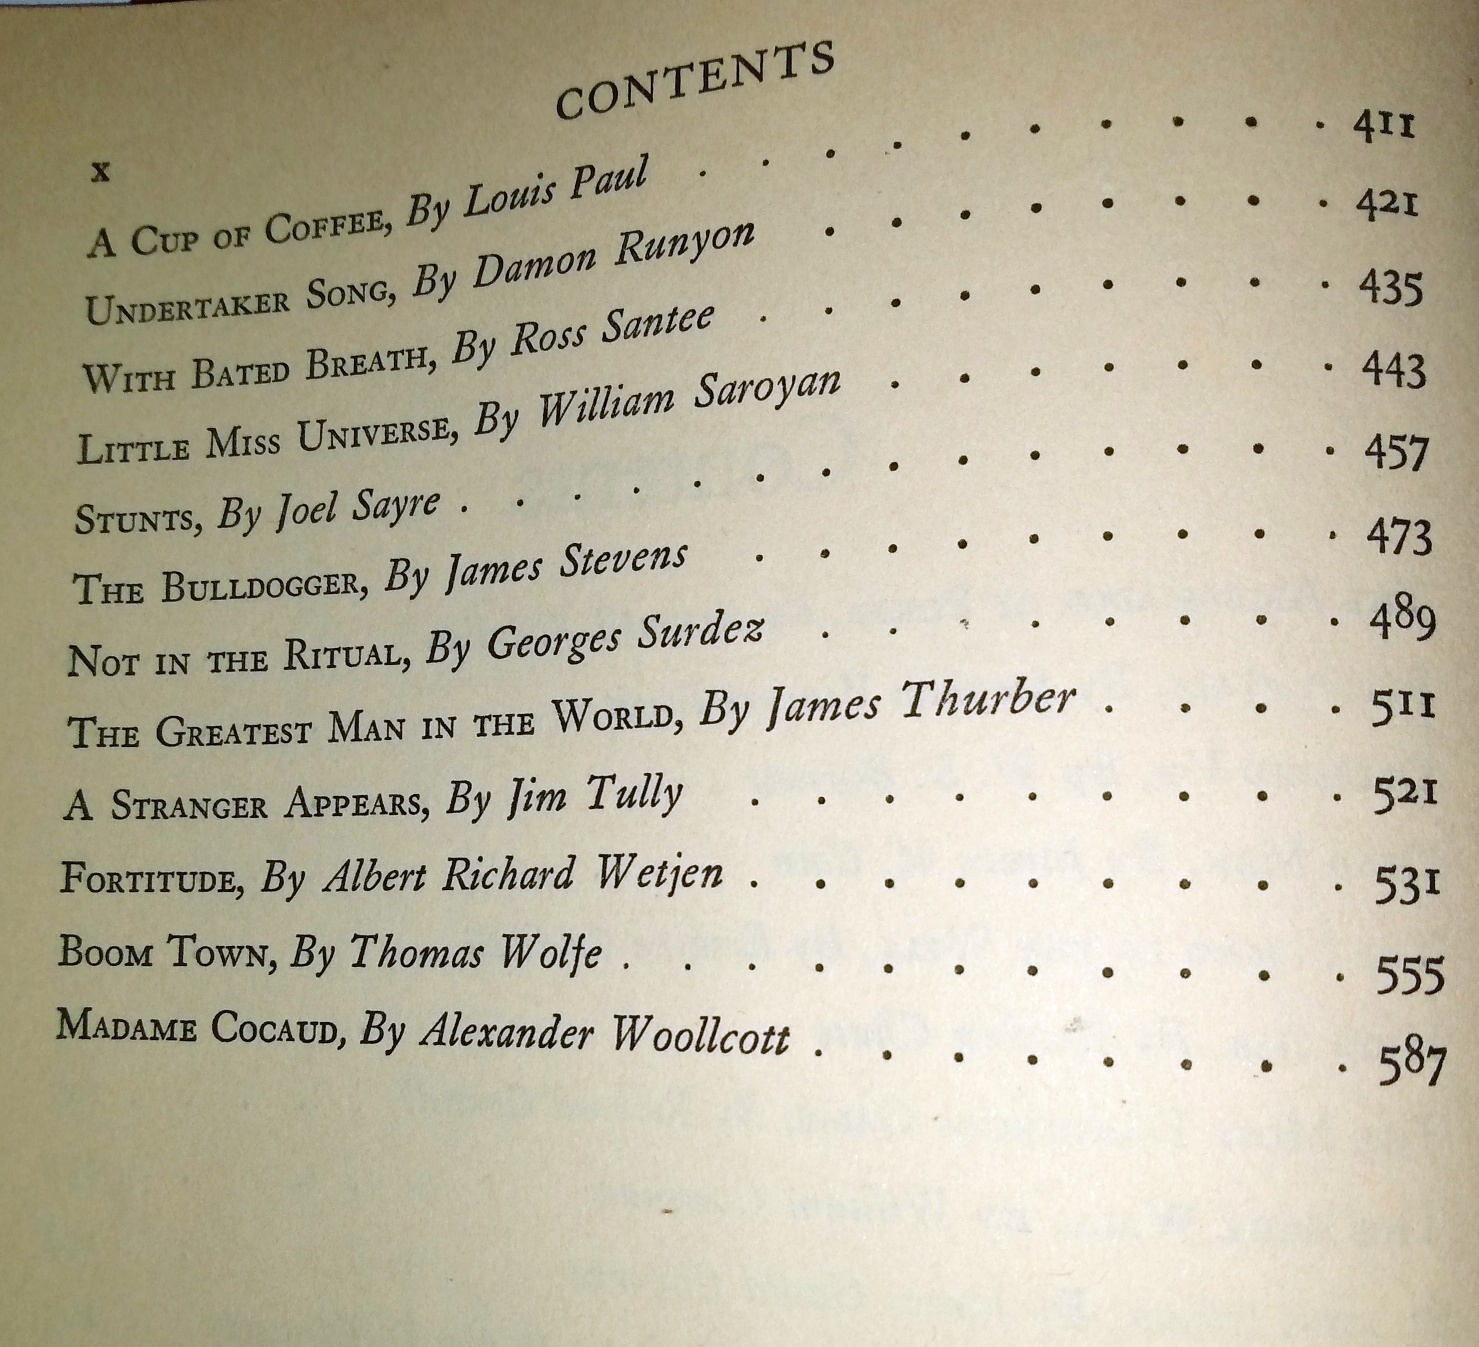 CONTENTS
x
A Cup of Coffee, By Louis Paul . . . . . . . . . . 411
Undertaker Song, By Damon Runyon . . . . . . . . 421
With Bated Breath, By Ross Santee . . . . . . . . . 435
Little Miss Universe, By William Saroyan . . . . . . . 443
Stunts, By Joel Sayre . . . . . . . . . . . . . 457
The Bulldogger, By James Stevens . . . . . . . . . 473
Not in the Ritual, By Georges Surdez . . . . . . . . 489
The Greatest Man in the World, By James Thurber . . . . 511
A Stranger Appears, By Jim Tully . . . . . . . . . 521
Fortitude, By Albert Richard Wetjen . . . . . . . . . 531
Boom Town, By Thomas Wolfe . . . . . . . . . . . 555
Madame Cocaud, By Alexander Woollcott . . . . . . . . 587